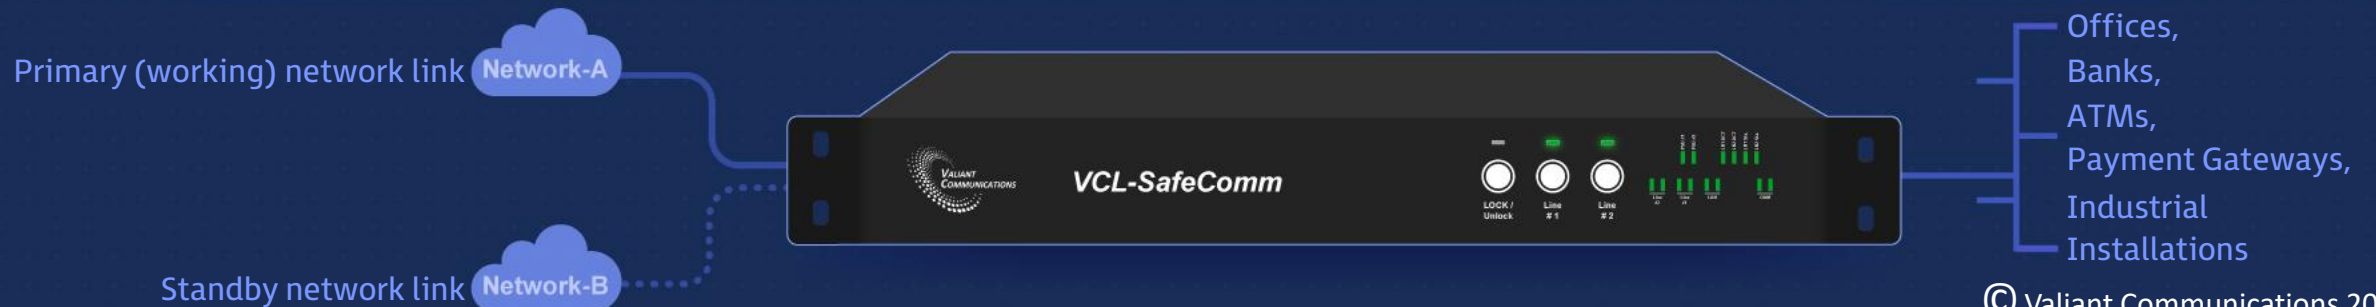 Primary (working) network link
Network-A
Standby network link
Network-B
VALIANT
COMMUNICATIONS
VCL-SafeComm
LOCK /
Unlock
Line
# 1
Line
# 2
Offices,
Banks,
ATMs,
Payment Gateways,
Industrial
Installations
© Valiant Communications 20